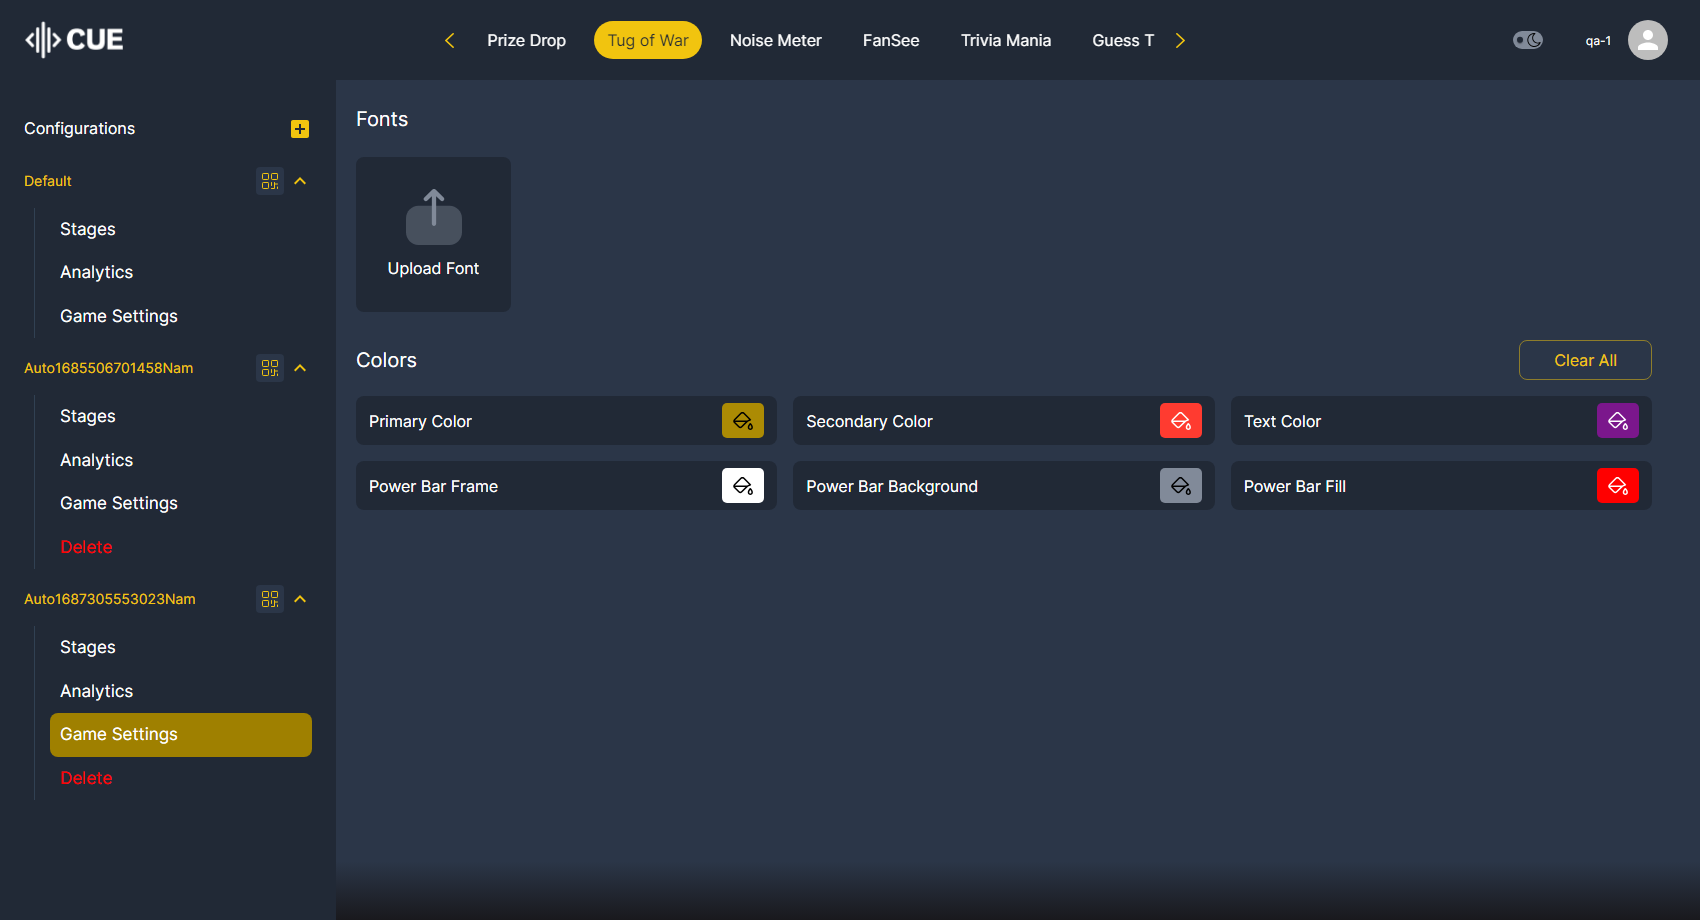 CUE
Prize Drop
Tug of War
Noise Meter
FanSee
Trivia Mania
Guess T
qa-1
Configurations
Default
Stages
Analytics
Game Settings
Auto1685506701458Nam
Stages
Analytics
Game Settings
Delete
Auto1687305553023Nam
Stages
Analytics
Game Settings
Delete
Fonts
Upload Font
Colors
Clear All
Primary Color
Secondary Color
Text Color
Power Bar Frame
Power Bar Background
Power Bar Fill